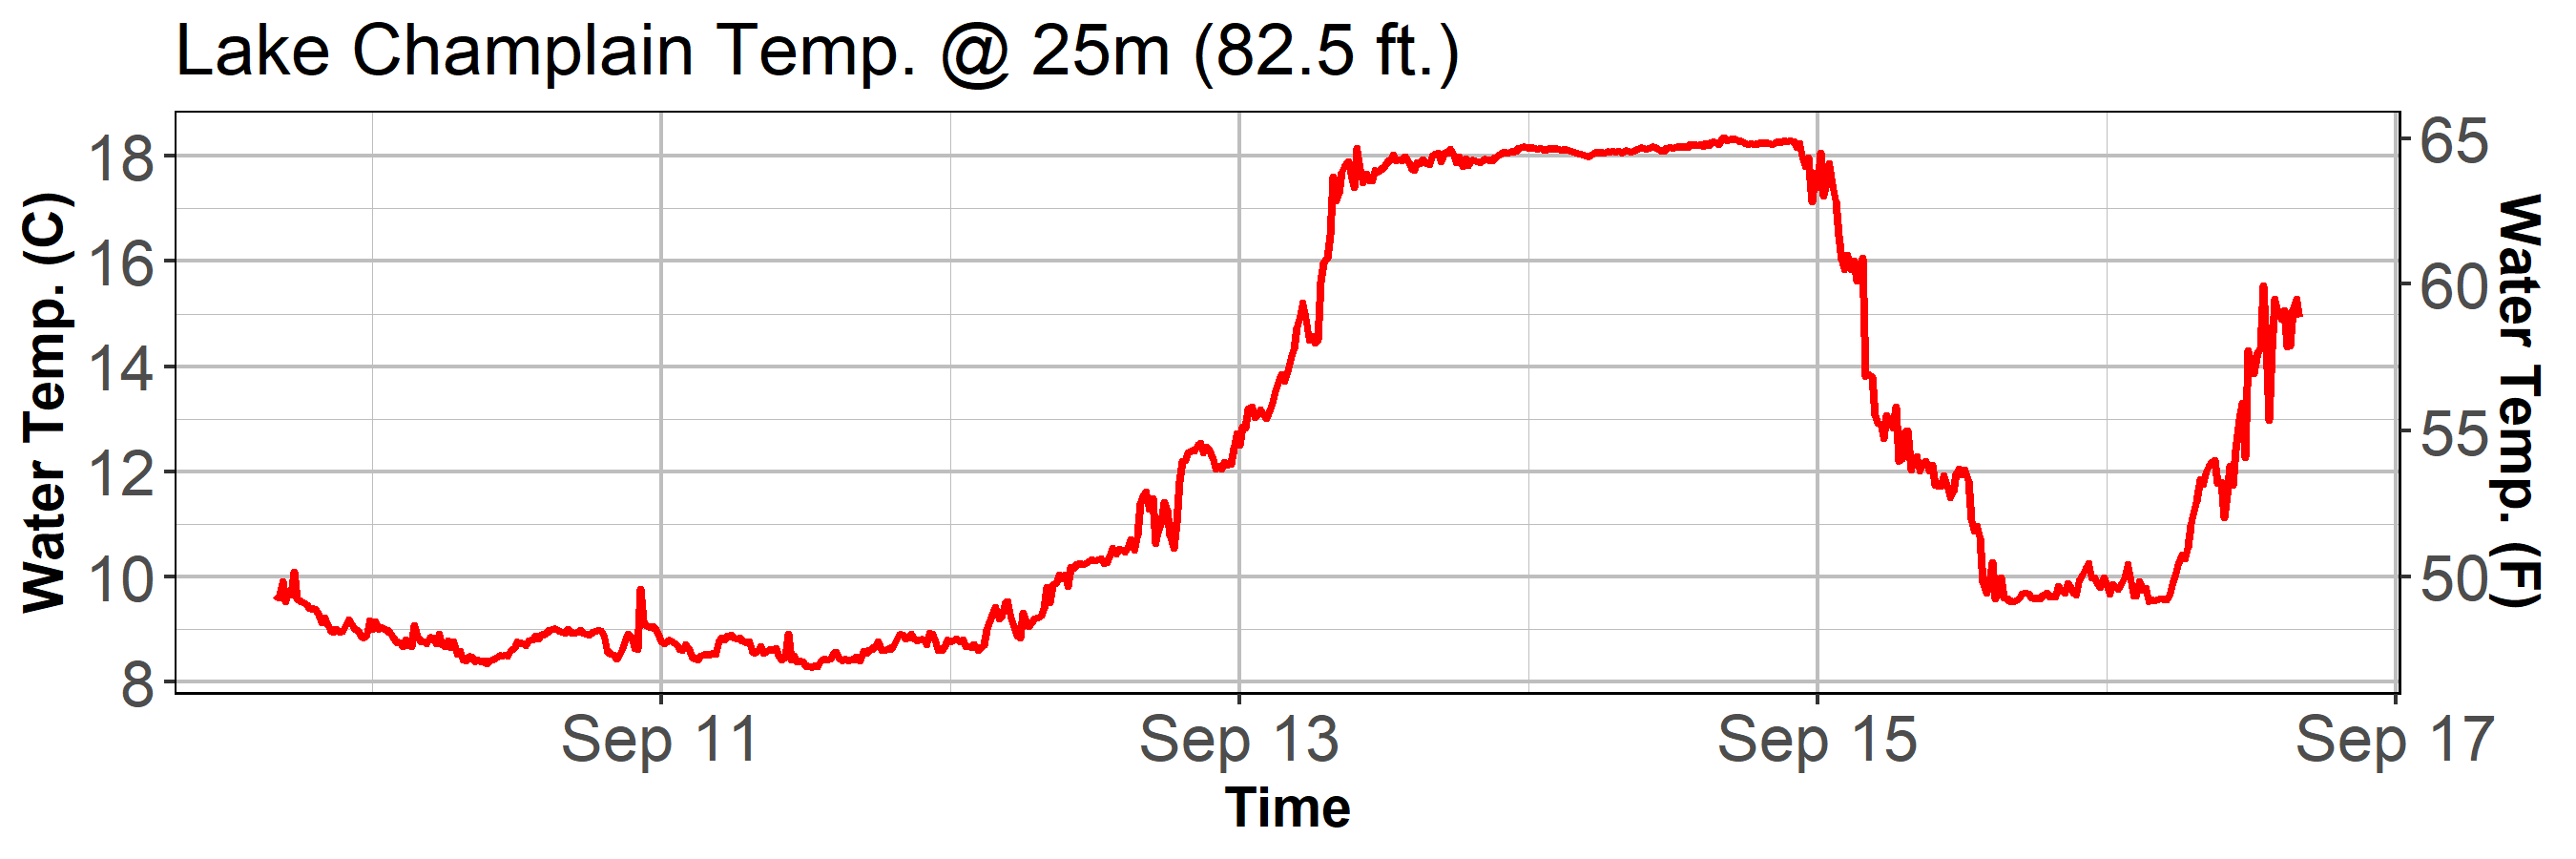 Lake Champlain Temp. @ 25m (82.5 ft.)
Water Temp. (C)
18
16
14
12
10
8
65
60
55
50
Water Temp. (F)
Sep 11 Sep 13 Sep 15 Sep 17
Time